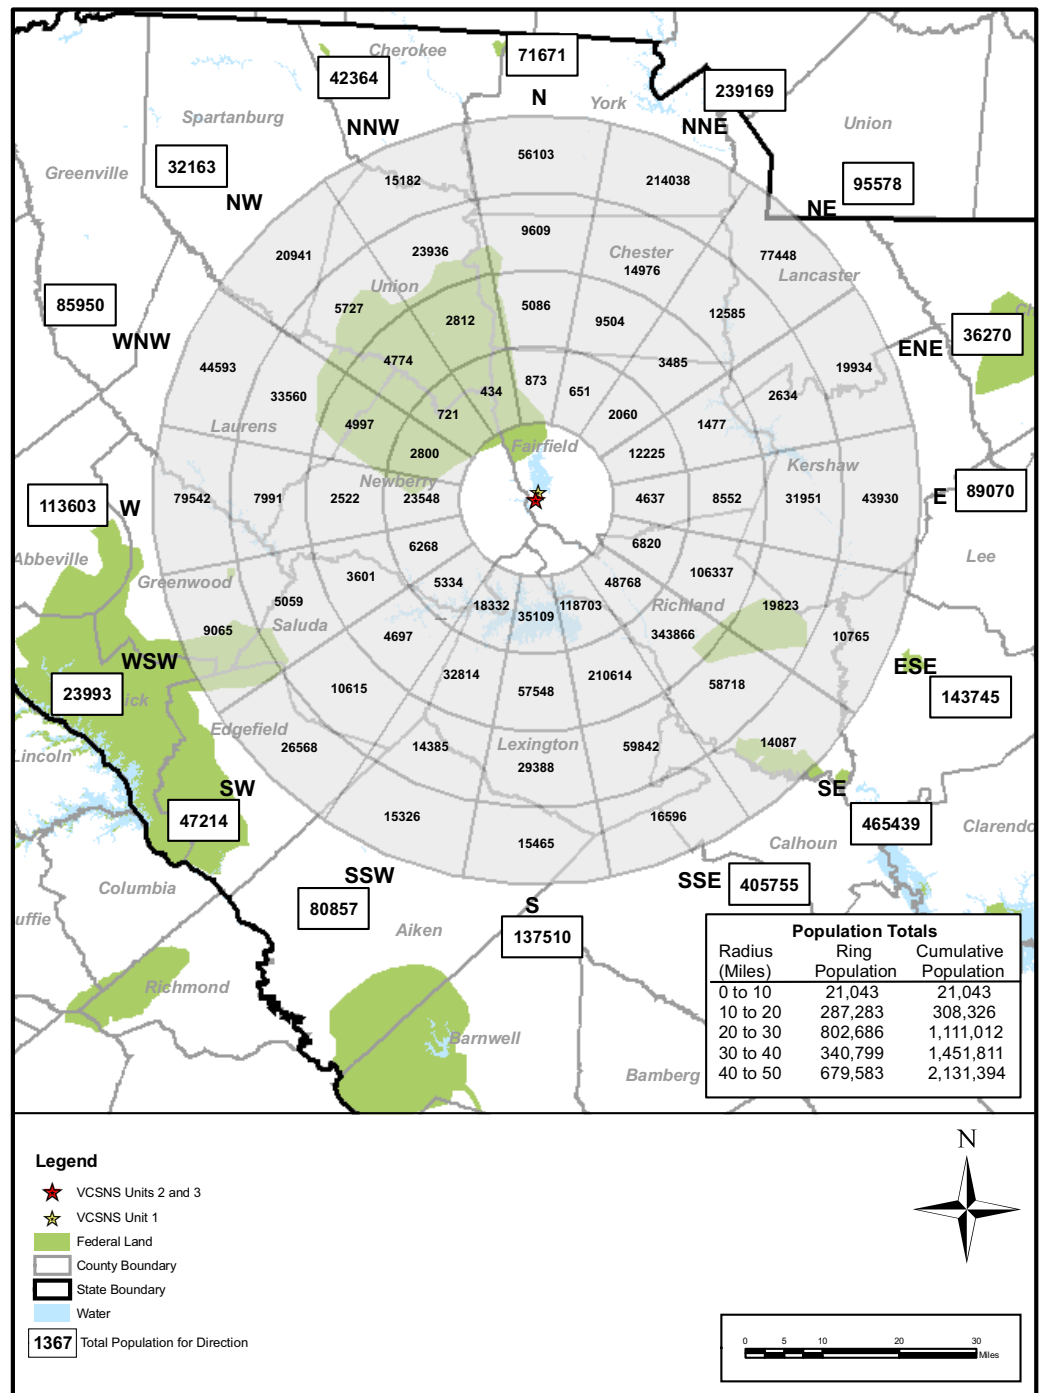 Cherokee
71671
42364
239169
N
York
Spartanburg
NNW
NNE
Union
56103
32163
Greenville
15182
214038
95578
NW
NE
9609
20941
23936
Chester
14976
77448
Lancaster
Union
85950
5727
2812
5086
9504
12585
Ch
36270
WNW
ENE
44593
4774
3485
19934
33560
434
873
651
2634
4997
721
2060
1477
Laurens
2800
Fairfield
12225
Kershaw
Newberry
79542
7991
2522
23548
4637
8552
31951
43930
113603
W
E
89070
6268
6820
Abbeville
Lee
Greenwood
3601
5334
48768
106337
5059
18332
35109
118703
Richland
19823
9065
Saluda
4697
343866
10765
WSW
ESE
23993
ick
10615
32814
57548
210614
58718
143745
Edgefield
26568
14385
Lexington
59842
14087
Lincoln
29388
SW
SE
47214
15326
15465
16596
465439
Calhoun
Clarendo
SSW
SSE
405755
Columbia
80857
S
uffie
Aiken
137510
Population Totals
Radius (Miles) Ring Population Cumulative Population
0 to 10 21,043 21,043
10 to 20 287,283 308,326
20 to 30 802,686 1,111,012
30 to 40 340,799 1,451,811
40 to 50 679,583 2,131,394
Richmond
Barnwell
Bamberg
N
Legend
VCSNS Units 2 and 3
VCSNS Unit 1
Federal Land
County Boundary
State Boundary
Water
1367 Total Population for Direction
0 5 10 20 30
Miles